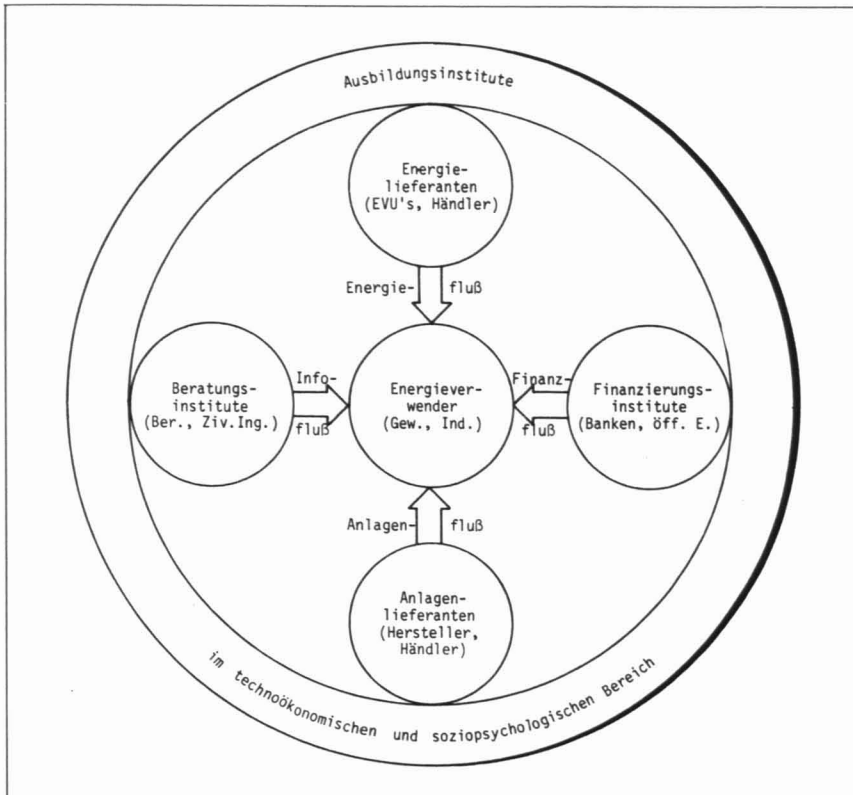 Ausbildungsinstitute
Energie-
lieferanten
(EVU's, Händler)
Energie- fluß
Beratungs-
institute
(Ber., Ziv.Ing.)
Info-
fluß
Energiever-
wender
(Gew., Ind.)
Finanz-
fluß
Finanzierungs-
institute
(Banken, öff. E.)
Anlagen- fluß
Anlagen-
lieferanten
(Hersteller,
Händler)
im technoökonomischen und soziopsychologischen Bereich